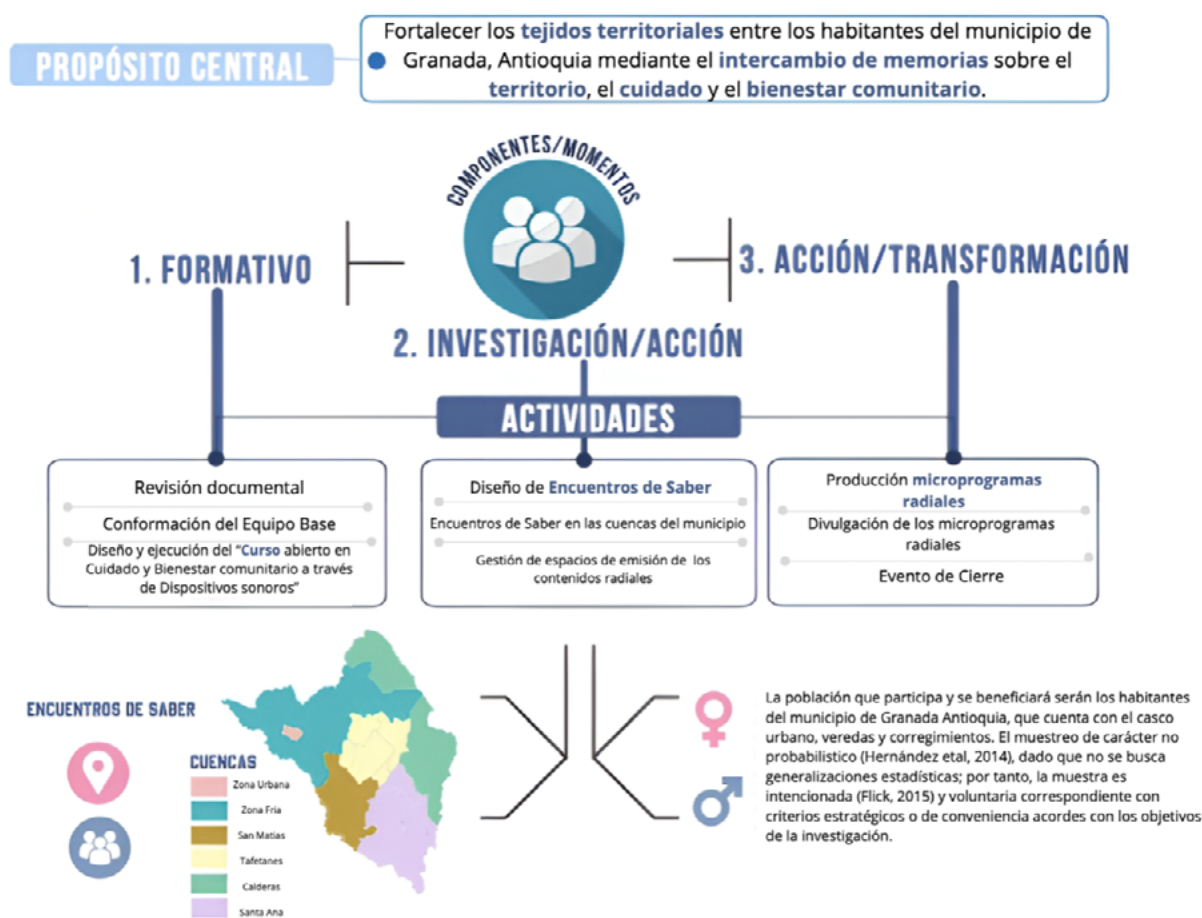 PROPÓSITO CENTRAL
Fortalecer los tejidos territoriales entre los habitantes del municipio de
Granada, Antioquia mediante el intercambio de memorias sobre el
territorio, el cuidado y el bienestar comunitario.
COMPONENTES/MOMENTOS
1. FORMATIVO
2. INVESTIGACIÓN/ACCIÓN
3. ACCIÓN/TRANSFORMACIÓN
ACTIVIDADES
Revisión documental
Conformación del Equipo Base
Diseño y ejecución del "Curso abierto en
Cuidado y Bienestar comunitario a través
de Dispositivos sonoros"
Diseño de Encuentros de Saber
Encuentros de Saber en las cuencas del municipio
Gestión de espacios de emisión de los
contenidos radiales
Producción microprogramas
radiales
Divulgación de los microprogramas
radiales
Evento de Cierre
ENCUENTROS DE SABER
CUENCAS
Zona Urbana
Zona Fria
San Matias
Tafetanes
Calderas
Santa Ana
La población que participa y se beneficiará serán los habitantes
del municipio de Granada Antioquia, que cuenta con el casco
urbano, veredas y corregimientos. El muestreo de carácter no
probabilistico (Hernández etal, 2014), dado que no se busca
generalizaciones estadísticas; por tanto, la muestra es
intencionada (Flick, 2015) y voluntaria correspondiente con
criterios estratégicos o de conveniencia acordes con los objetivos
de la investigación.